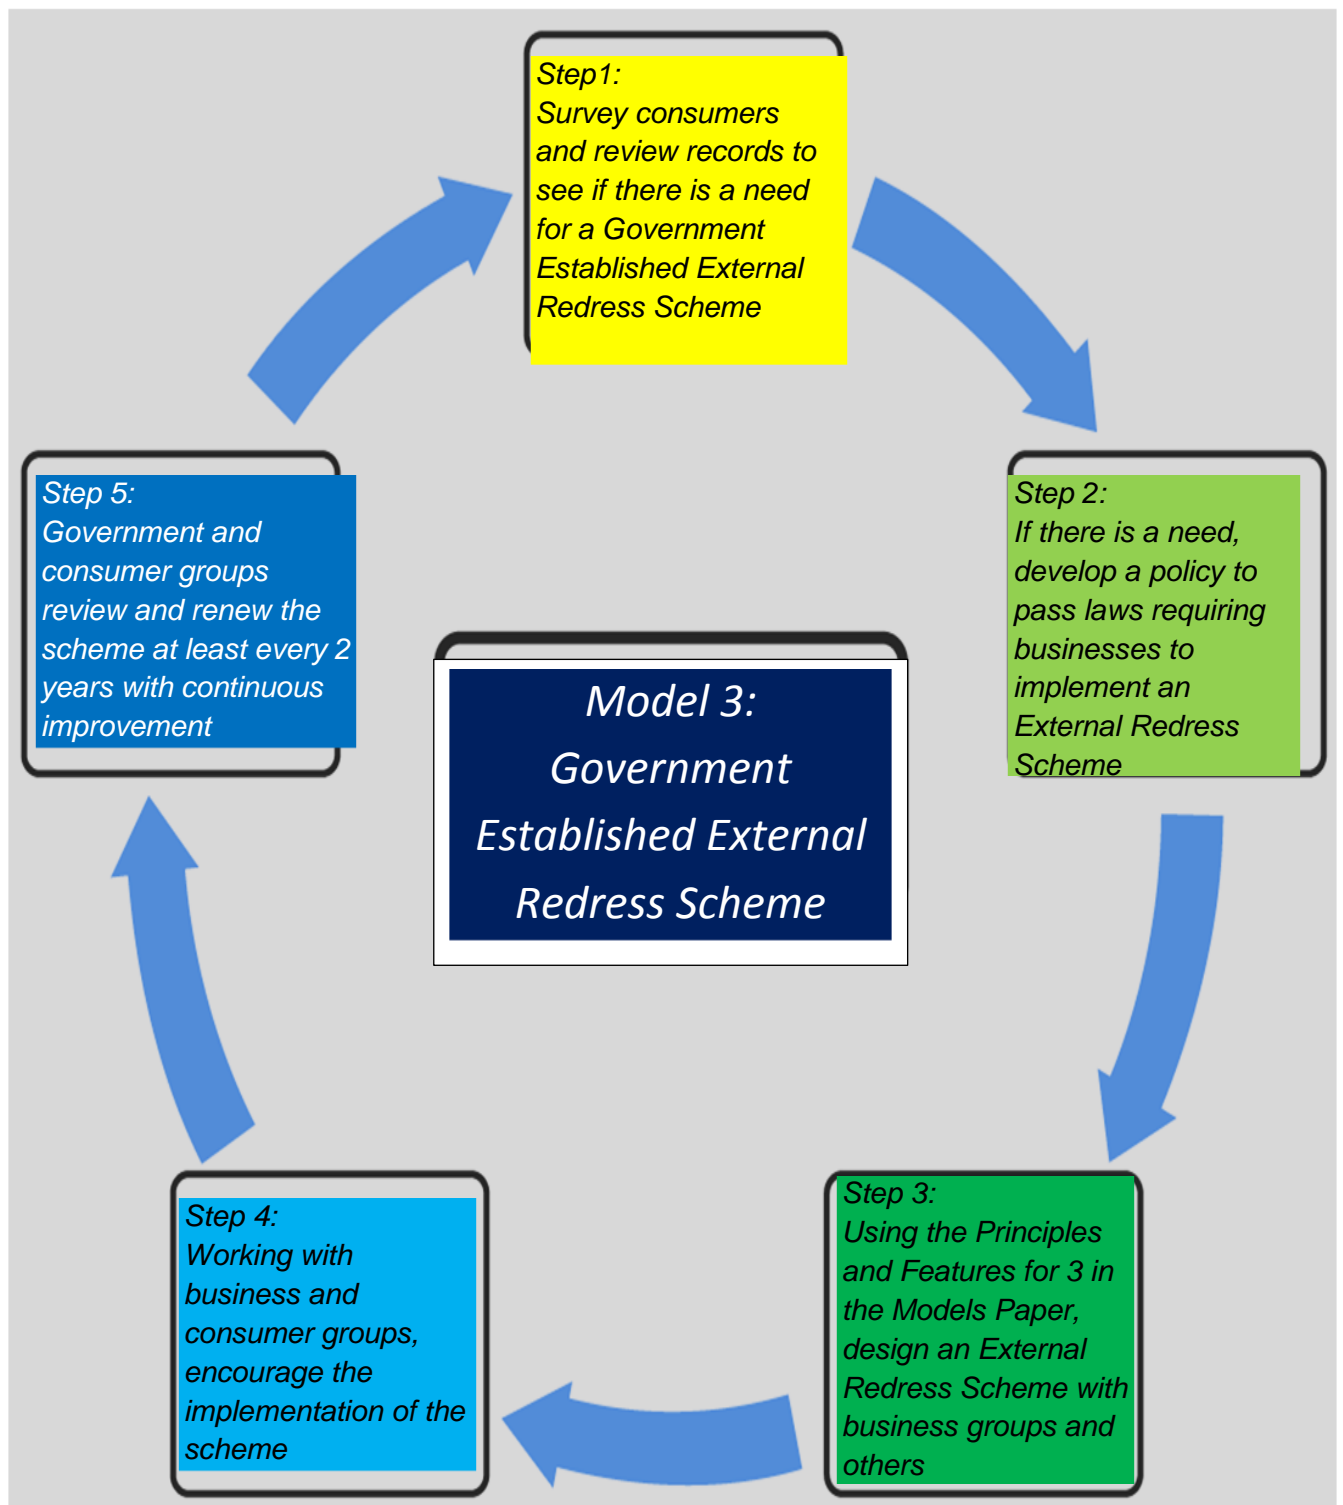 Step1:
Survey consumers
and review records to
see if there is a need
for a Government
Established External
Redress Scheme
Step 2:
If there is a need,
develop a policy to
pass laws requiring
businesses to
implement an
External Redress
Scheme
Step 3:
Using the Principles
and Features for 3 in
the Models Paper,
design an External
Redress Scheme with
business groups and
others
Step 4:
Working with
business and
consumer groups,
encourage the
implementation of the
scheme
Step 5:
Government and
consumer groups
review and renew the
scheme at least every 2
years with continuous
improvement
Model 3:
Government
Established External
Redress Scheme